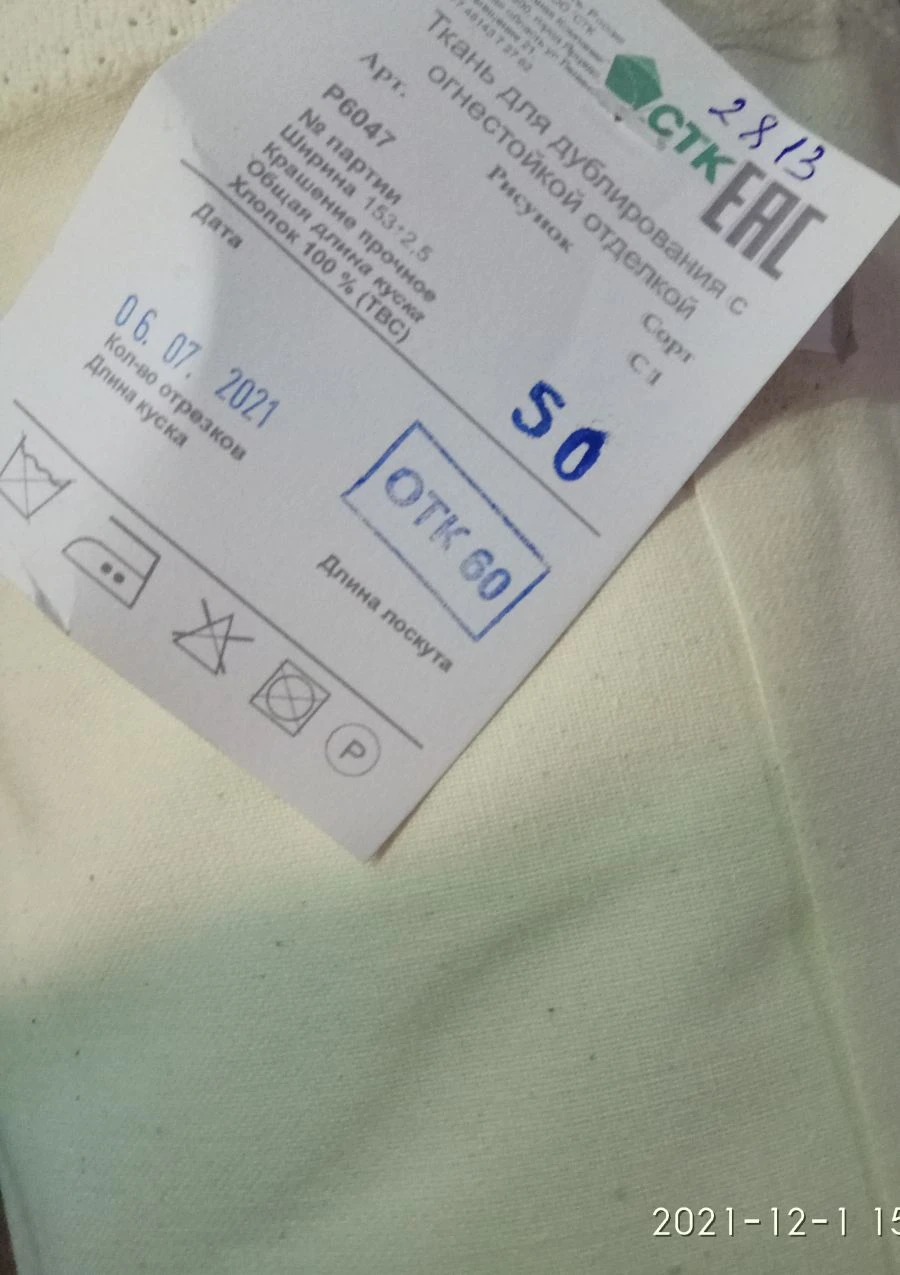 СТК
ЕАС
2813
Ткань для дублирования с
огнестойкой отделкой
Арт.
Рисунок
Сорт
Р6047
С 1
№ партии
Ширина 153+2,5
Крашение прочное
Общая длина куска
50
Хлопок 100 % (ТВС)
Дата
06. 07. 2021
ОТК 60
Кол-во отрезков
Длина куска
Длина лоскута
P
2021-12-1 15